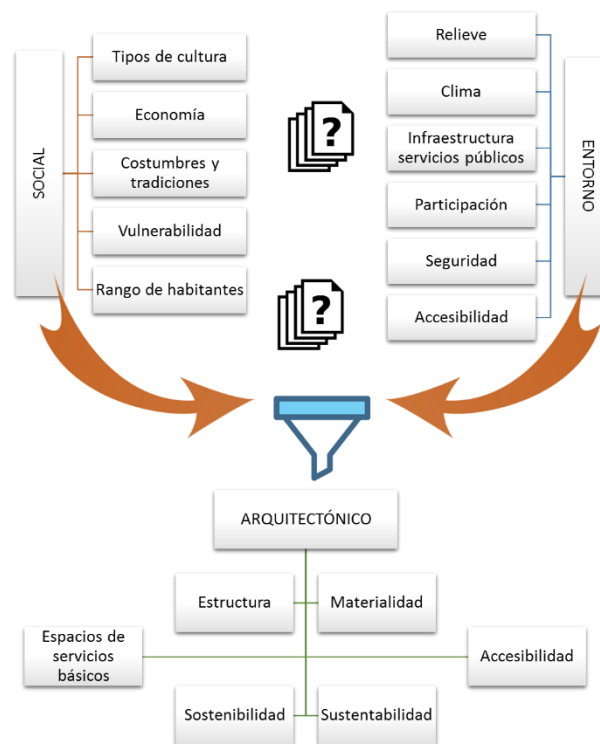 SOCIAL
Tipos de cultura
Economía
Costumbres y
tradiciones
Vulnerabilidad
Rango de habitantes
?
?
Relieve
Clima
Infraestructura
servicios públicos
Participación
Seguridad
Accesibilidad
ENTORNO
ARQUITECTÓNICO
Estructura
Materialidad
Espacios de
servicios
básicos
Accesibilidad
Sostenibilidad
Sustentabilidad